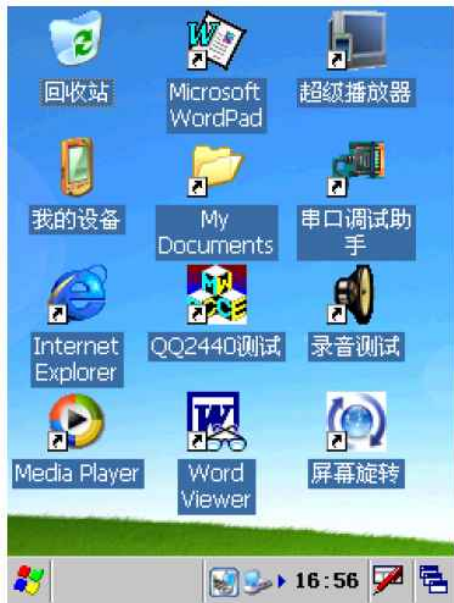 回收站
Microsoft
WordPad
超级播放器
我的设备
My
Documents
串口调试助
手
Internet
Explorer
QQ2440测试
录音测试
Media Player
Word
Viewer
屏幕旋转
16:56